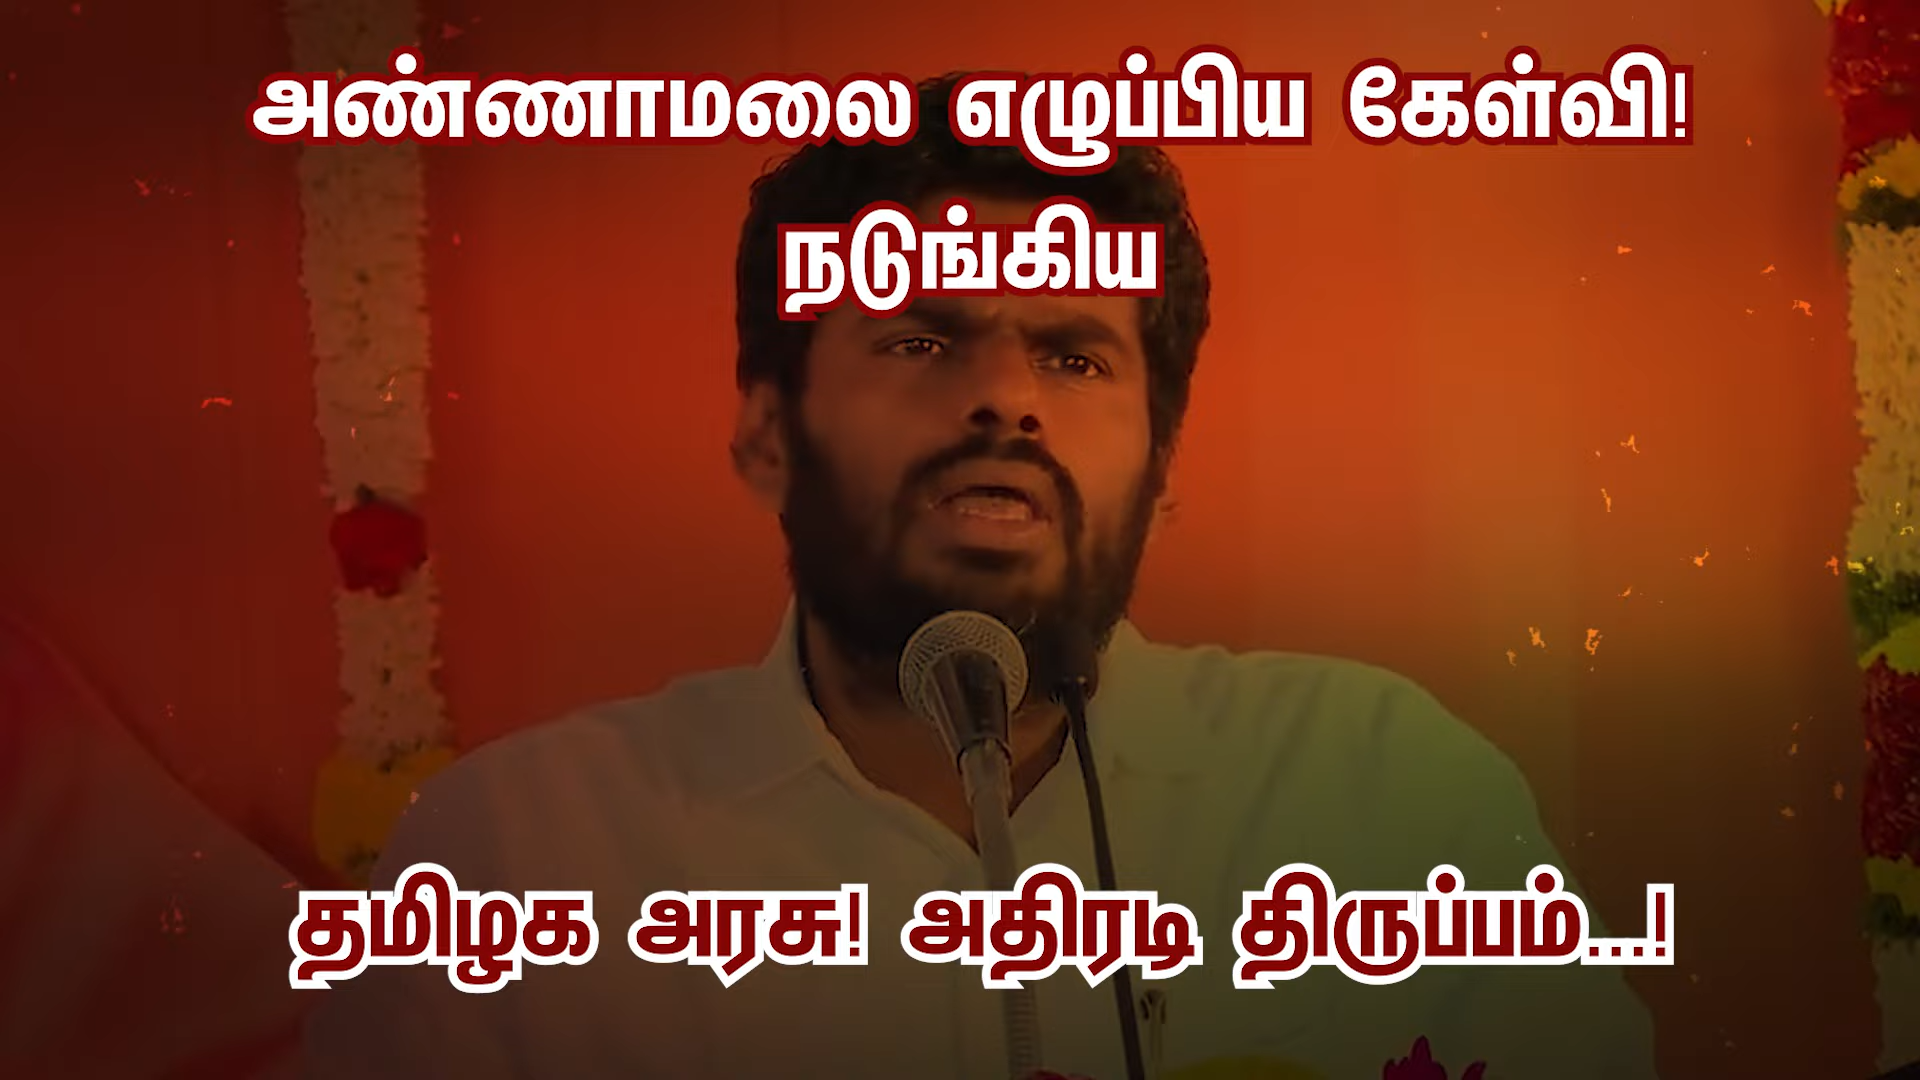 அண்ணாமலை எழுப்பிய கேள்வி!
நடுங்கிய
தமிழக அரசு! அதிரடி திருப்பம்...!